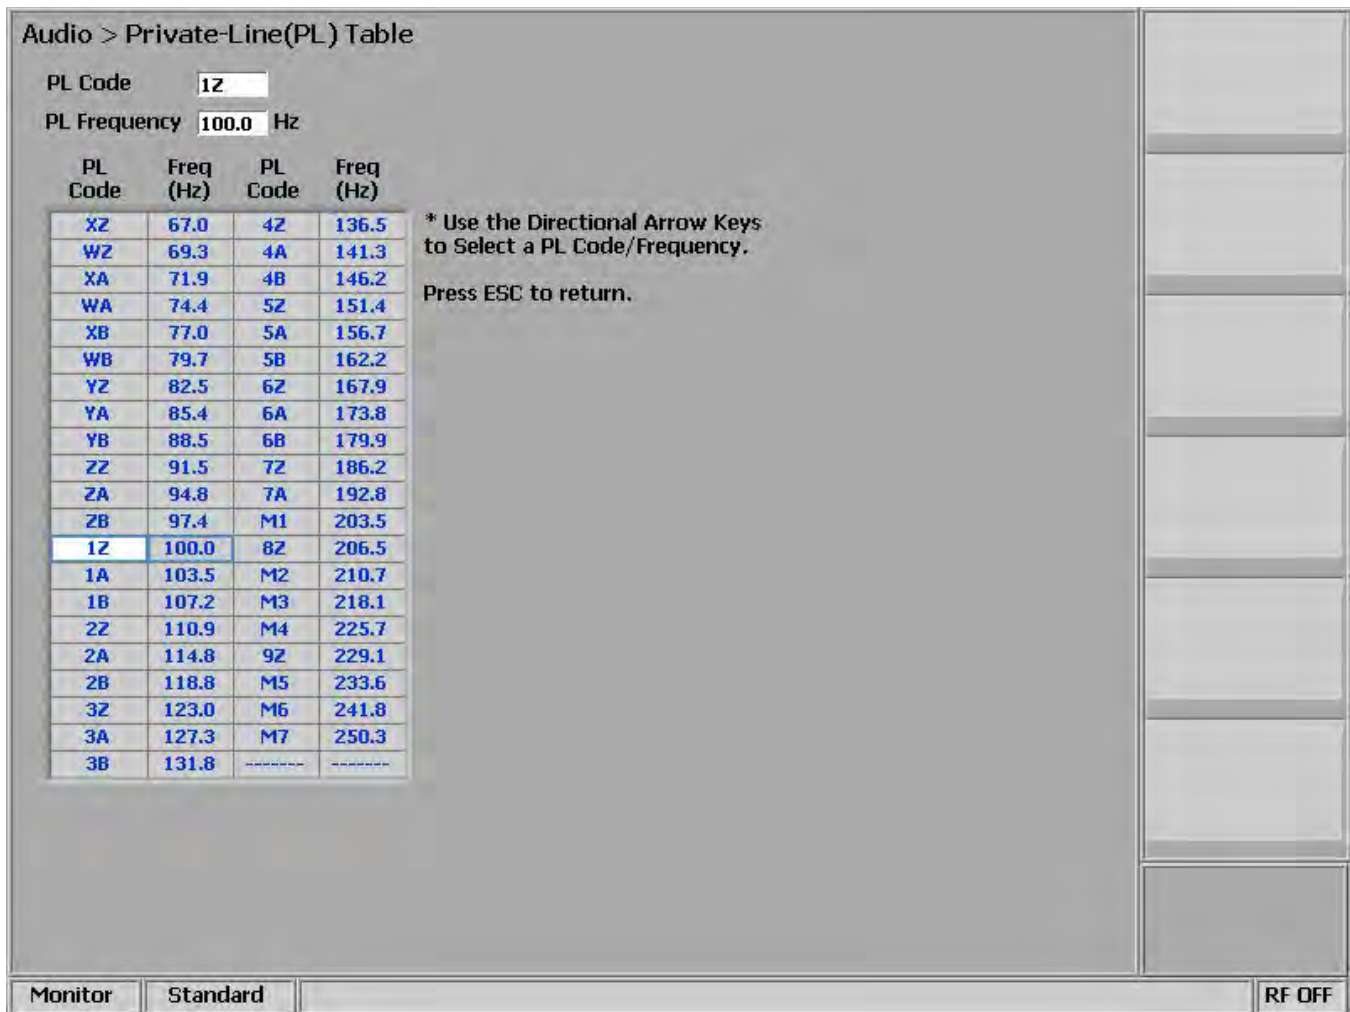 Audio > Private-Line(PL) Table
PL Code 1Z
PL Frequency 100.0 Hz
PL Code Freq (Hz) PL Code Freq (Hz)
XZ 67.0 4Z 136.5
WZ 69.3 4A 141.3
XA 71.9 4B 146.2
WA 74.4 5Z 151.4
XB 77.0 5A 156.7
WB 79.7 5B 162.2
YZ 82.5 6Z 167.9
YA 85.4 6A 173.8
YB 88.5 6B 179.9
ZZ 91.5 7Z 186.2
ZA 94.8 7A 192.8
ZB 97.4 M1 203.5
1Z 100.0 8Z 206.5
1A 103.5 M2 210.7
1B 107.2 M3 218.1
2Z 110.9 M4 225.7
2A 114.8 9Z 229.1
2B 118.8 M5 233.6
3Z 123.0 M6 241.8
3A 127.3 M7 250.3
3B 131.8 ------- -------
* Use the Directional Arrow Keys
to Select a PL Code/Frequency.
Press ESC to return.
Monitor Standard RF OFF